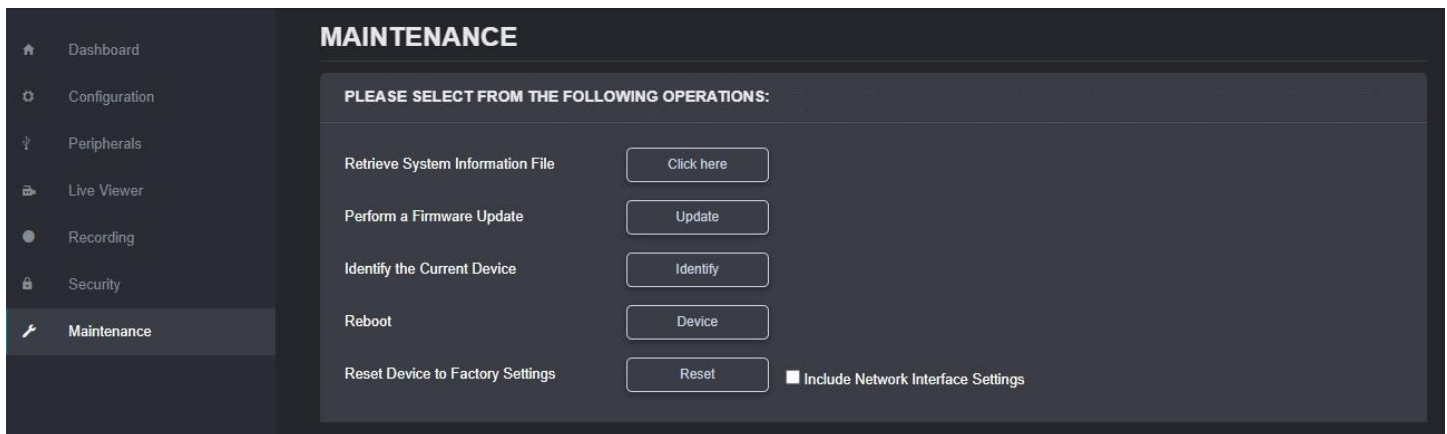 Dashboard
Configuration
Peripherals
Live Viewer
Recording
Security
Maintenance
MAINTENANCE
PLEASE SELECT FROM THE FOLLOWING OPERATIONS:
Retrieve System Information File Click here
Perform a Firmware Update Update
Identify the Current Device Identify
Reboot Device
Reset Device to Factory Settings Reset Include Network Interface Settings